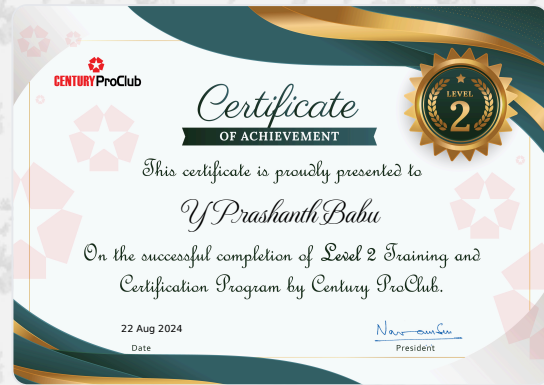 CENTURY ProClub
LEVEL
2
Certificate
OF ACHIEVEMENT
This certificate is proudly presented to
Y Prashanth Babu
On the successful completion of Level 2 Training and
Certification Program by Century ProClub.
22 Aug 2024
Date
President